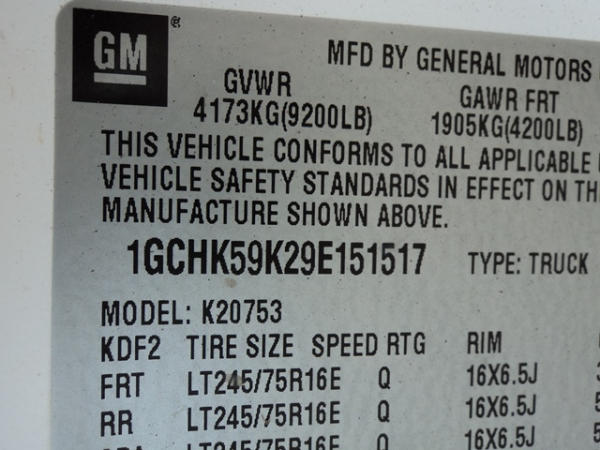 GM®
MFD BY GENERAL MOTORS
GVWR GAWR FRT
4173KG(9200LB) 1905KG(4200LB)
THIS VEHICLE CONFORMS TO ALL APPLICABLE
VEHICLE SAFETY STANDARDS IN EFFECT ON
MANUFACTURE SHOWN ABOVE.
1GCHK59K29E151517 TYPE: TRUCK
MODEL: K20753
KDF2 TIRE SIZE SPEED RTG RIM
FRT LT245/75R16E Q 16X6.5J
RR LT245/75R16E Q 16X6.5J
LT245/75R16E Q 16X6.5J